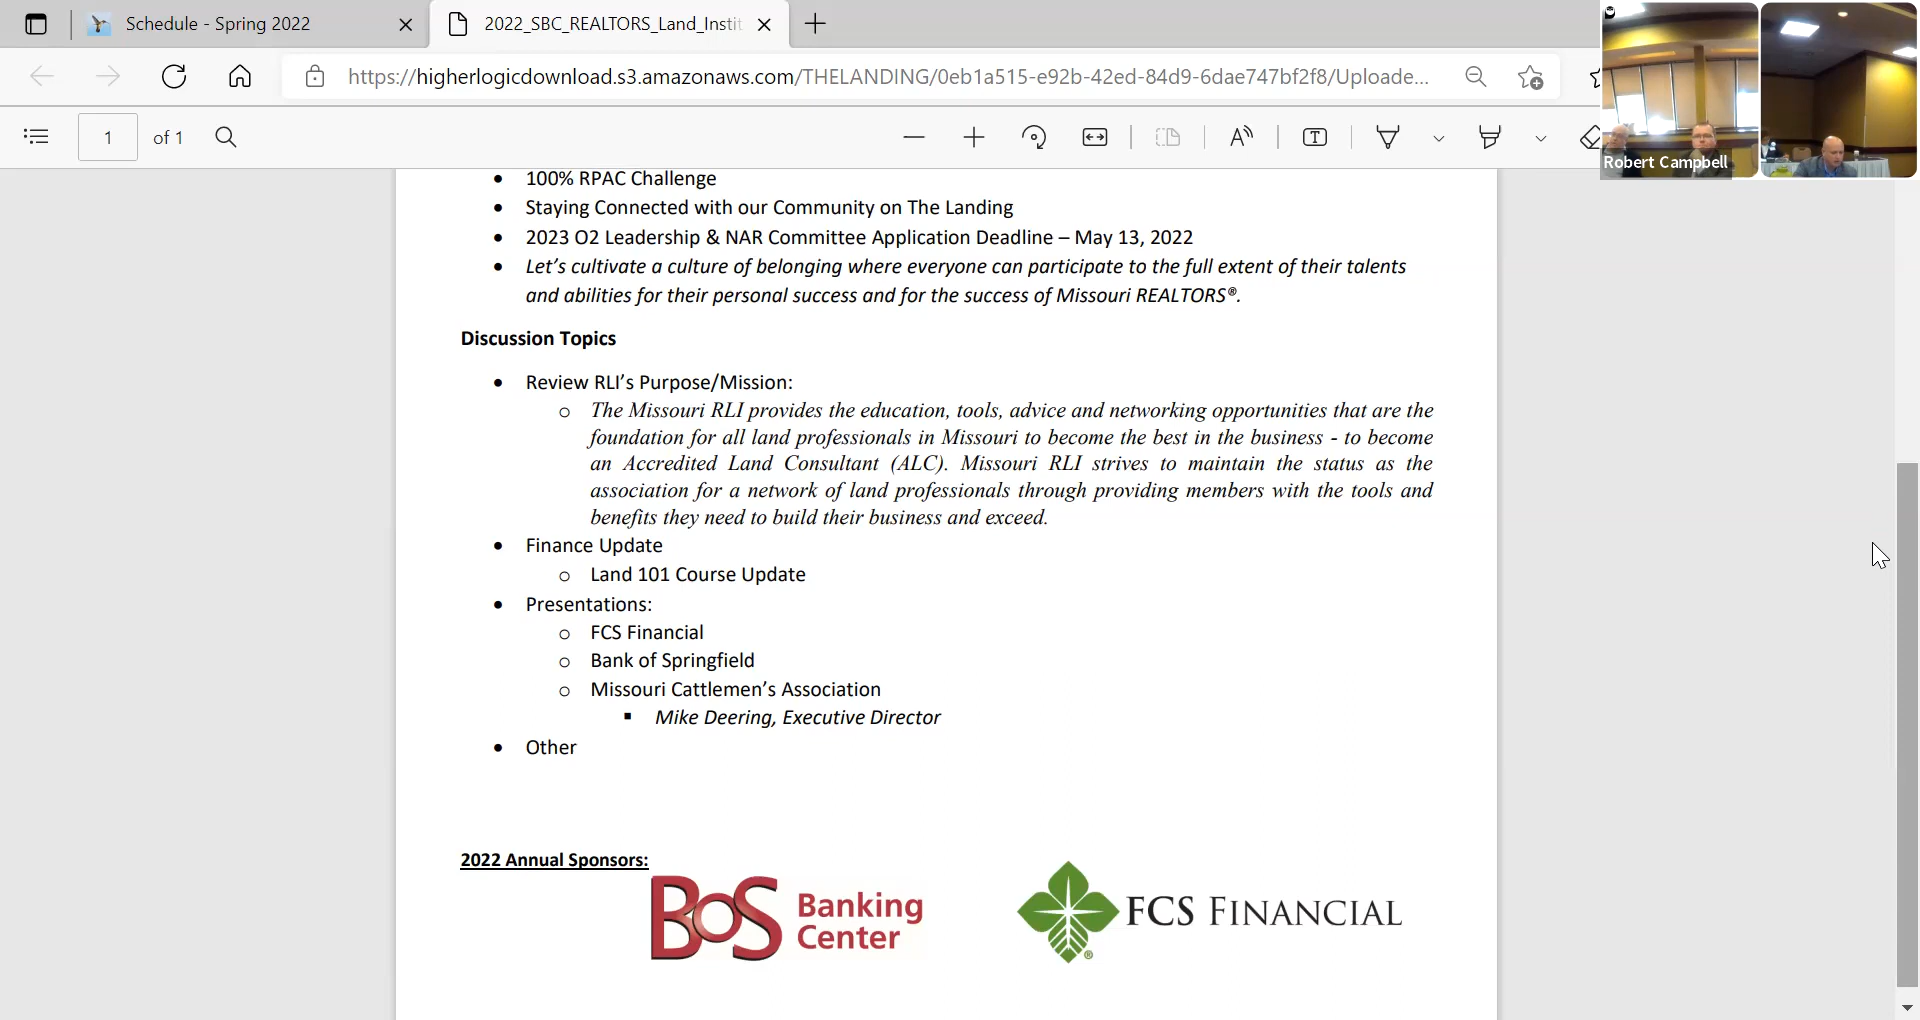 Schedule - Spring 2022
2022_SBC_REALTORS_Land_Instit
https://higherlogicdownload.s3.amazonaws.com/THELANDING/0eb1a515-e92b-42ed-84d9-6dae747bf2f8/Uploade...
1 of 1
Robert Campbell
• 100% RPAC Challenge
• Staying Connected with our Community on The Landing
• 2023 O2 Leadership & NAR Committee Application Deadline – May 13, 2022
• Let’s cultivate a culture of belonging where everyone can participate to the full extent of their talents
and abilities for their personal success and for the success of Missouri REALTORS®.
Discussion Topics
• Review RLI’s Purpose/Mission:
o The Missouri RLI provides the education, tools, advice and networking opportunities that are the
foundation for all land professionals in Missouri to become the best in the business - to become
an Accredited Land Consultant (ALC). Missouri RLI strives to maintain the status as the
association for a network of land professionals through providing members with the tools and
benefits they need to build their business and exceed.
• Finance Update
o Land 101 Course Update
• Presentations:
o FCS Financial
o Bank of Springfield
o Missouri Cattlemen’s Association
▪ Mike Deering, Executive Director
• Other
2022 Annual Sponsors:
BOS Banking
Center
FCS FINANCIAL
®